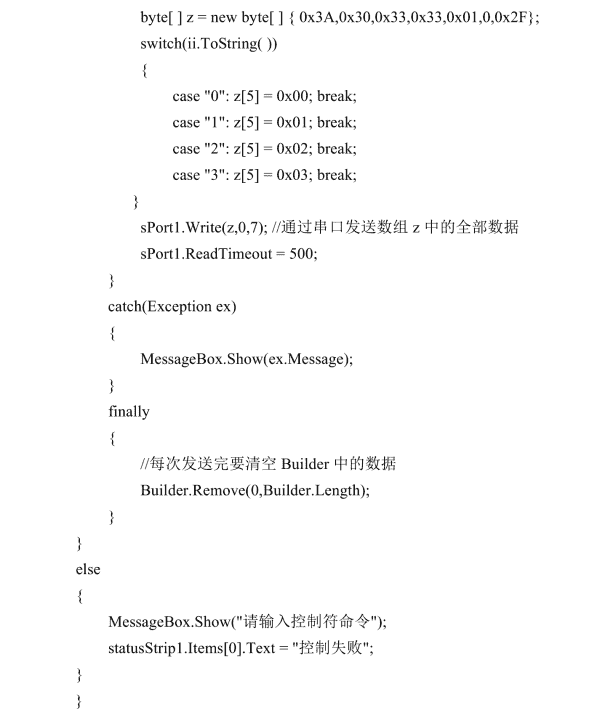 byte[ ] z = new byte[ ] { 0x3A,0x30,0x33,0x33,0x01,0,0x2F};
switch(ii.ToString( ))
{
case "0": z[5] = 0x00; break;
case "1": z[5] = 0x01; break;
case "2": z[5] = 0x02; break;
case "3": z[5] = 0x03; break;
}
sPort1.Write(z,0,7); //通过串口发送数组 z 中的全部数据
sPort1.ReadTimeout = 500;
}
catch(Exception ex)
{
MessageBox.Show(ex.Message);
}
finally
{
//每次发送完要清空 Builder 中的数据
Builder.Remove(0,Builder.Length);
}
}
else
{
MessageBox.Show("请输入控制符命令");
statusStrip1.Items[0].Text = "控制失败";
}
}